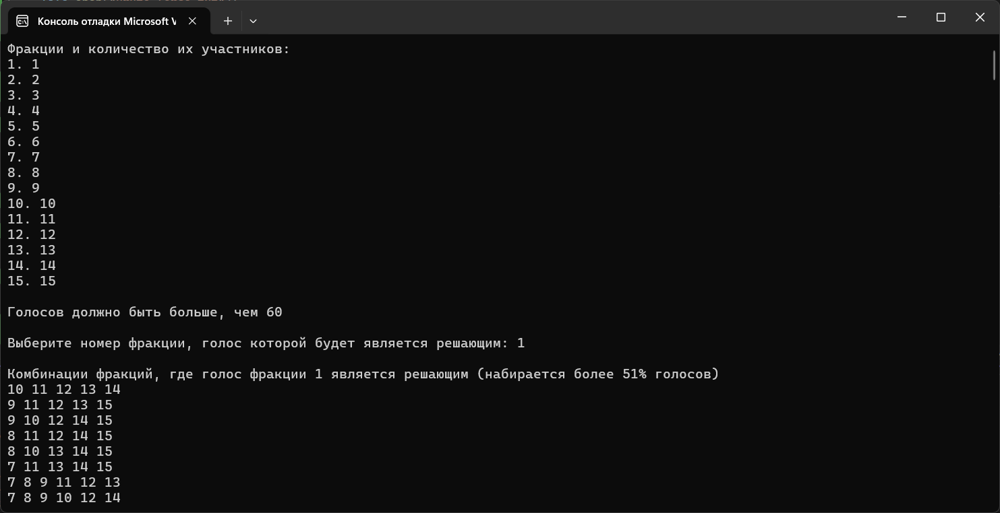 Консоль отладки Microsoft V
Фракции и количество их участников:
1. 1
2. 2
3. 3
4. 4
5. 5
6. 6
7. 7
8. 8
9. 9
10. 10
11. 11
12. 12
13. 13
14. 14
15. 15
Голосов должно быть больше, чем 60
Выберите номер фракции, голос которой будет является решающим: 1
Комбинации фракций, где голос фракции 1 является решающим (набирается более 51% голосов)
10 11 12 13 14
9 11 12 13 15
9 10 12 14 15
8 11 12 14 15
8 10 13 14 15
7 11 13 14 15
7 8 9 11 12 13
7 8 9 10 12 14